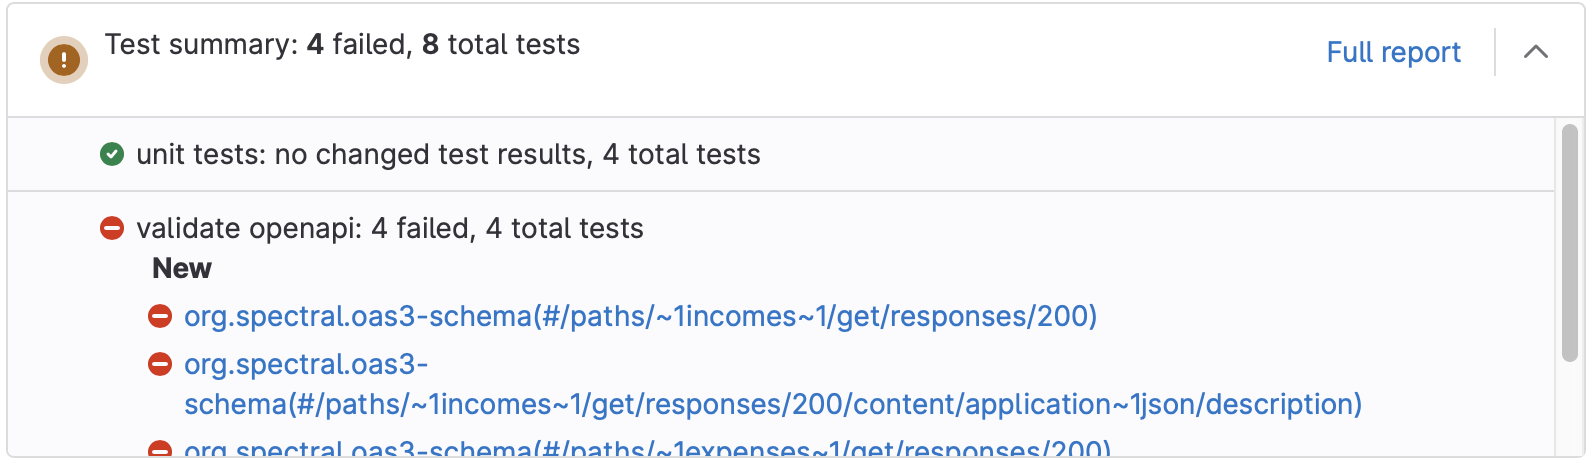 Test summary: 4 failed, 8 total tests
Full report
unit tests: no changed test results, 4 total tests
validate openapi: 4 failed, 4 total tests
New
org.spectral.oas3-schema(#/paths/~1incomes~1/get/responses/200)
org.spectral.oas3-
schema(#/paths/~1incomes~1/get/responses/200/content/application~1json/description)
org.spectral.oas3-schema(#/paths/~1expenses~1/get/responses/200)